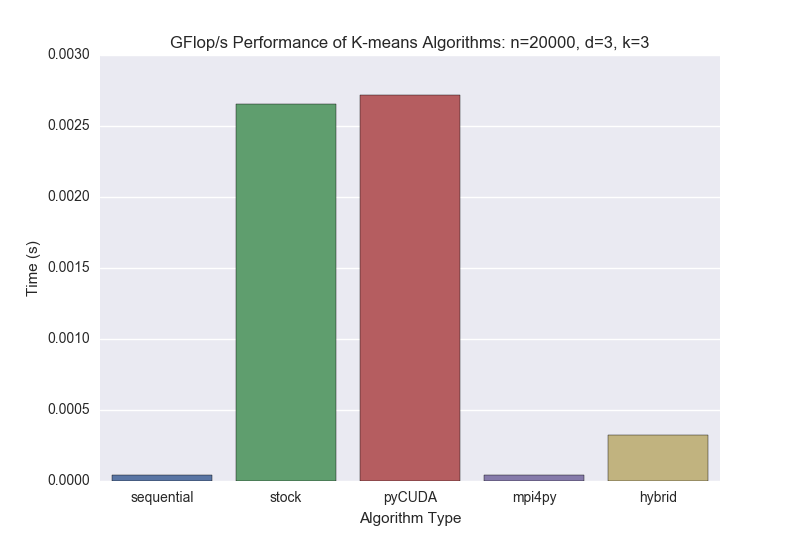 GFlop/s Performance of K-means Algorithms: n=20000, d=3, k=3
0.0030
0.0025
0.0020
0.0015
0.0010
0.0005
0.0000
Time (s)
sequential stock pyCUDA mpi4py hybrid
Algorithm Type